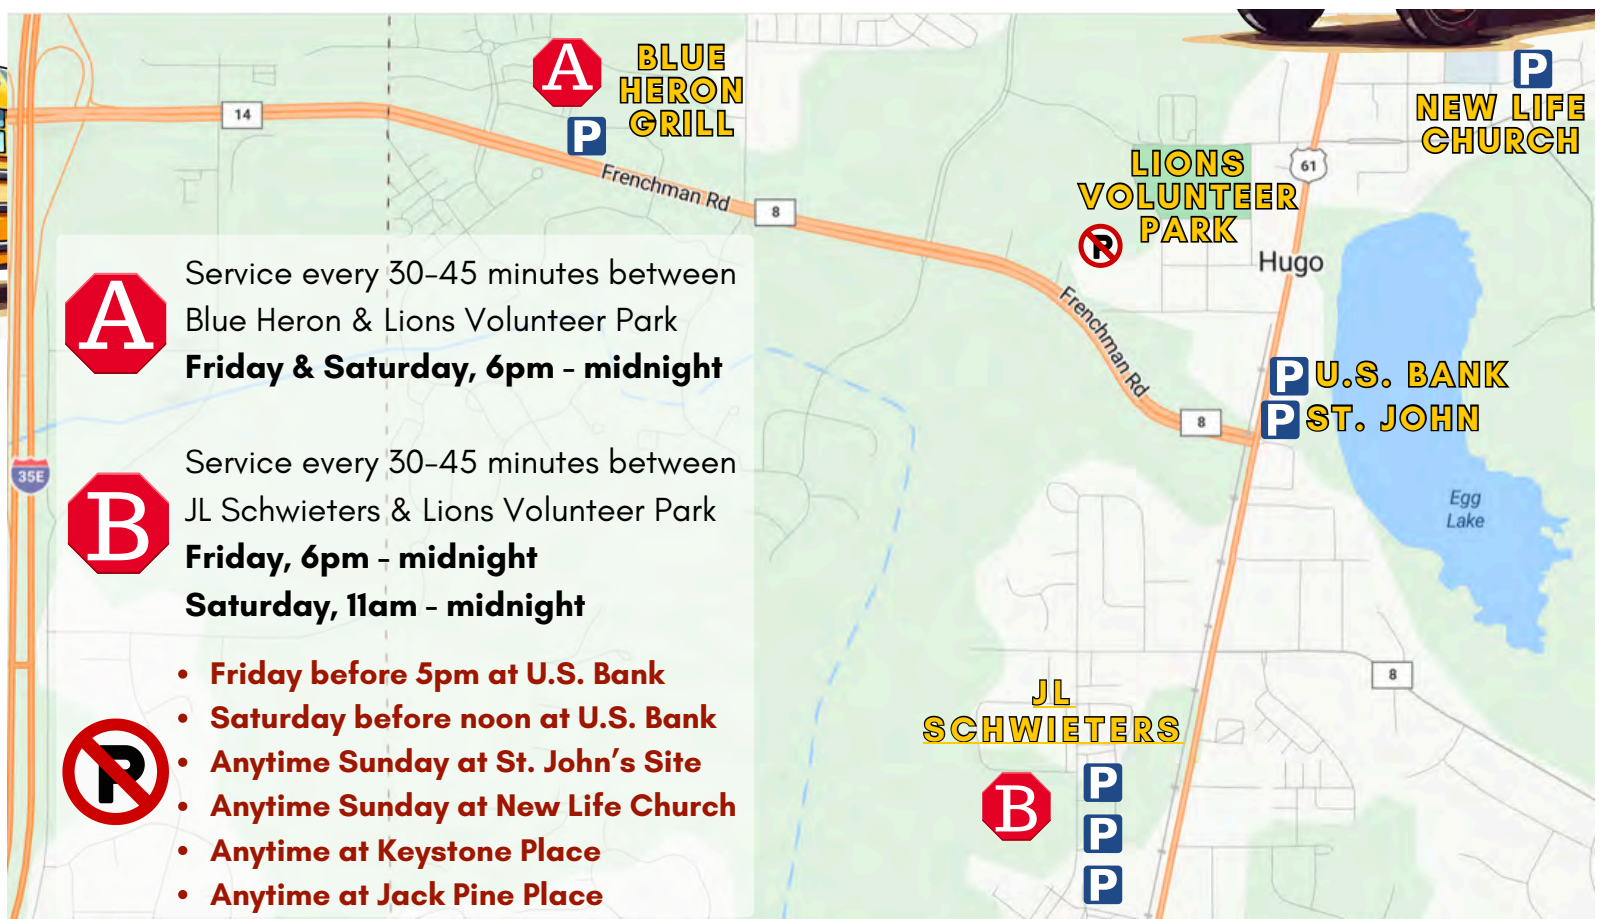 A
BLUE
HERON
GRILL
P
14
Frenchman Rd
8
P
NEW LIFE
CHURCH
LIONS
VOLUNTEER
PARK
P
61
Hugo
Frenchman Rd
8
P U.S. BANK
P ST. JOHN
Egg
Lake
35E
8
JL
SCHWIETERS
B
P
P
P
A
Service every 30-45 minutes between
Blue Heron & Lions Volunteer Park
Friday & Saturday, 6pm - midnight
B
Service every 30-45 minutes between
JL Schwieters & Lions Volunteer Park
Friday, 6pm - midnight
Saturday, 11am - midnight
P
• Friday before 5pm at U.S. Bank
• Saturday before noon at U.S. Bank
• Anytime Sunday at St. John's Site
• Anytime Sunday at New Life Church
• Anytime at Keystone Place
• Anytime at Jack Pine Place